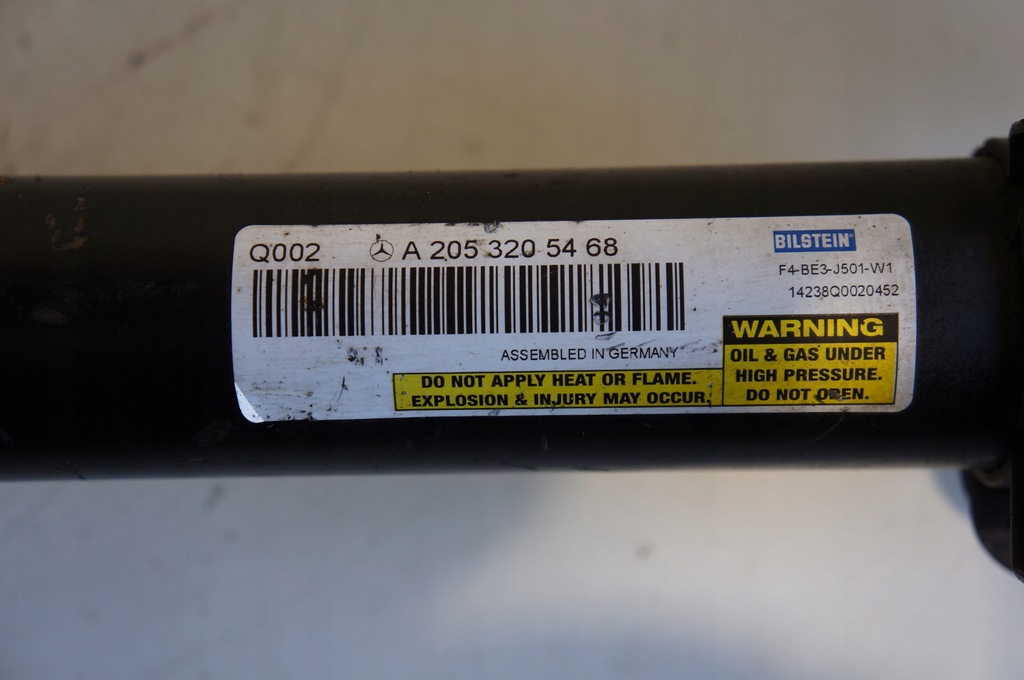 Q002 A 205 320 54 68
BILSTEIN
F4-BE3-J501-W1
14238Q0020452
ASSEMBLED IN GERMANY
DO NOT APPLY HEAT OR FLAME.
EXPLOSION & INJURY MAY OCCUR.
WARNING
OIL & GAS UNDER
HIGH PRESSURE.
DO NOT OPEN.